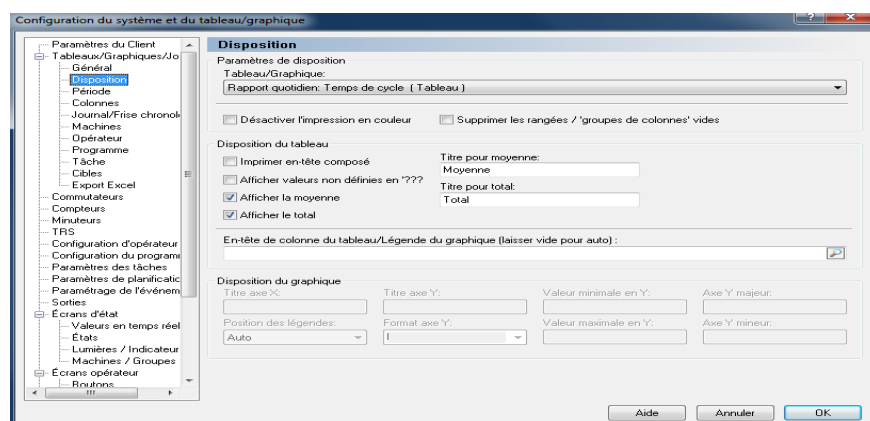 Configuration du système et du tableau/graphique
Paramètres du Client
Tableaux/Graphiques/Jo
Général
Disposition
Période
Colonnes
Journal/Frise chronol
Machines
Opérateur
Programme
Tâche
Cibles
Export Excel
Commutateurs
Compteurs
Minuteurs
TRS
Configuration d'opérateur
Configuration du program
Paramètres des tâches
Paramètres de planificatic
Paramétrage de l'événem
Sorties
Écrans d'état
Valeurs en temps réel
États
Lumières / Indicateur
Machines / Groupes
Écrans opérateur
Boutons
Disposition
Paramètres de disposition
Tableau/Graphique:
Rapport quotidien: Temps de cycle ( Tableau )
Désactiver l'impression en couleur
Supprimer les rangées / 'groupes de colonnes' vides
Disposition du tableau
Imprimer en-tête composé
Afficher valeurs non définies en '???
Afficher la moyenne
Afficher le total
Titre pour moyenne:
Moyenne
Titre pour total:
Total
En-tête de colonne du tableau/Légende du graphique (laisser vide pour auto) :
Disposition du graphique
Titre axe X:
Titre axe Y:
Valeur minimale en Y:
Axe Y majeur:
Position des légendes:
Format axe Y:
Valeur maximale en Y:
Axe Y mineur:
Auto
I
Aide
Annuler
OK